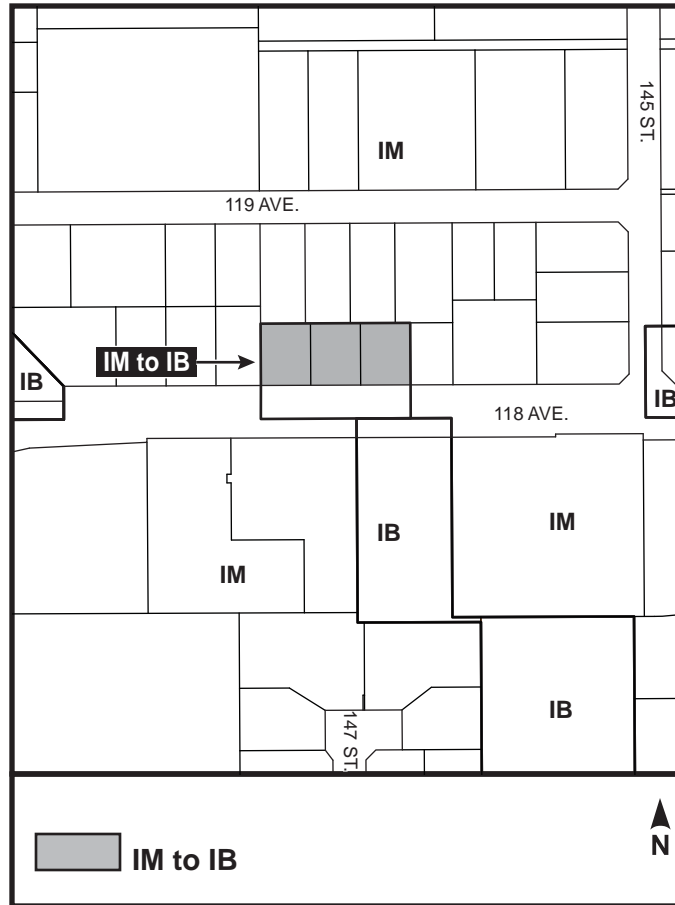 145 ST.
IM
119 AVE.
IM to IB
IB
IB
118 AVE.
IB
IM
IM
IB
147 ST.
IM to IB
N